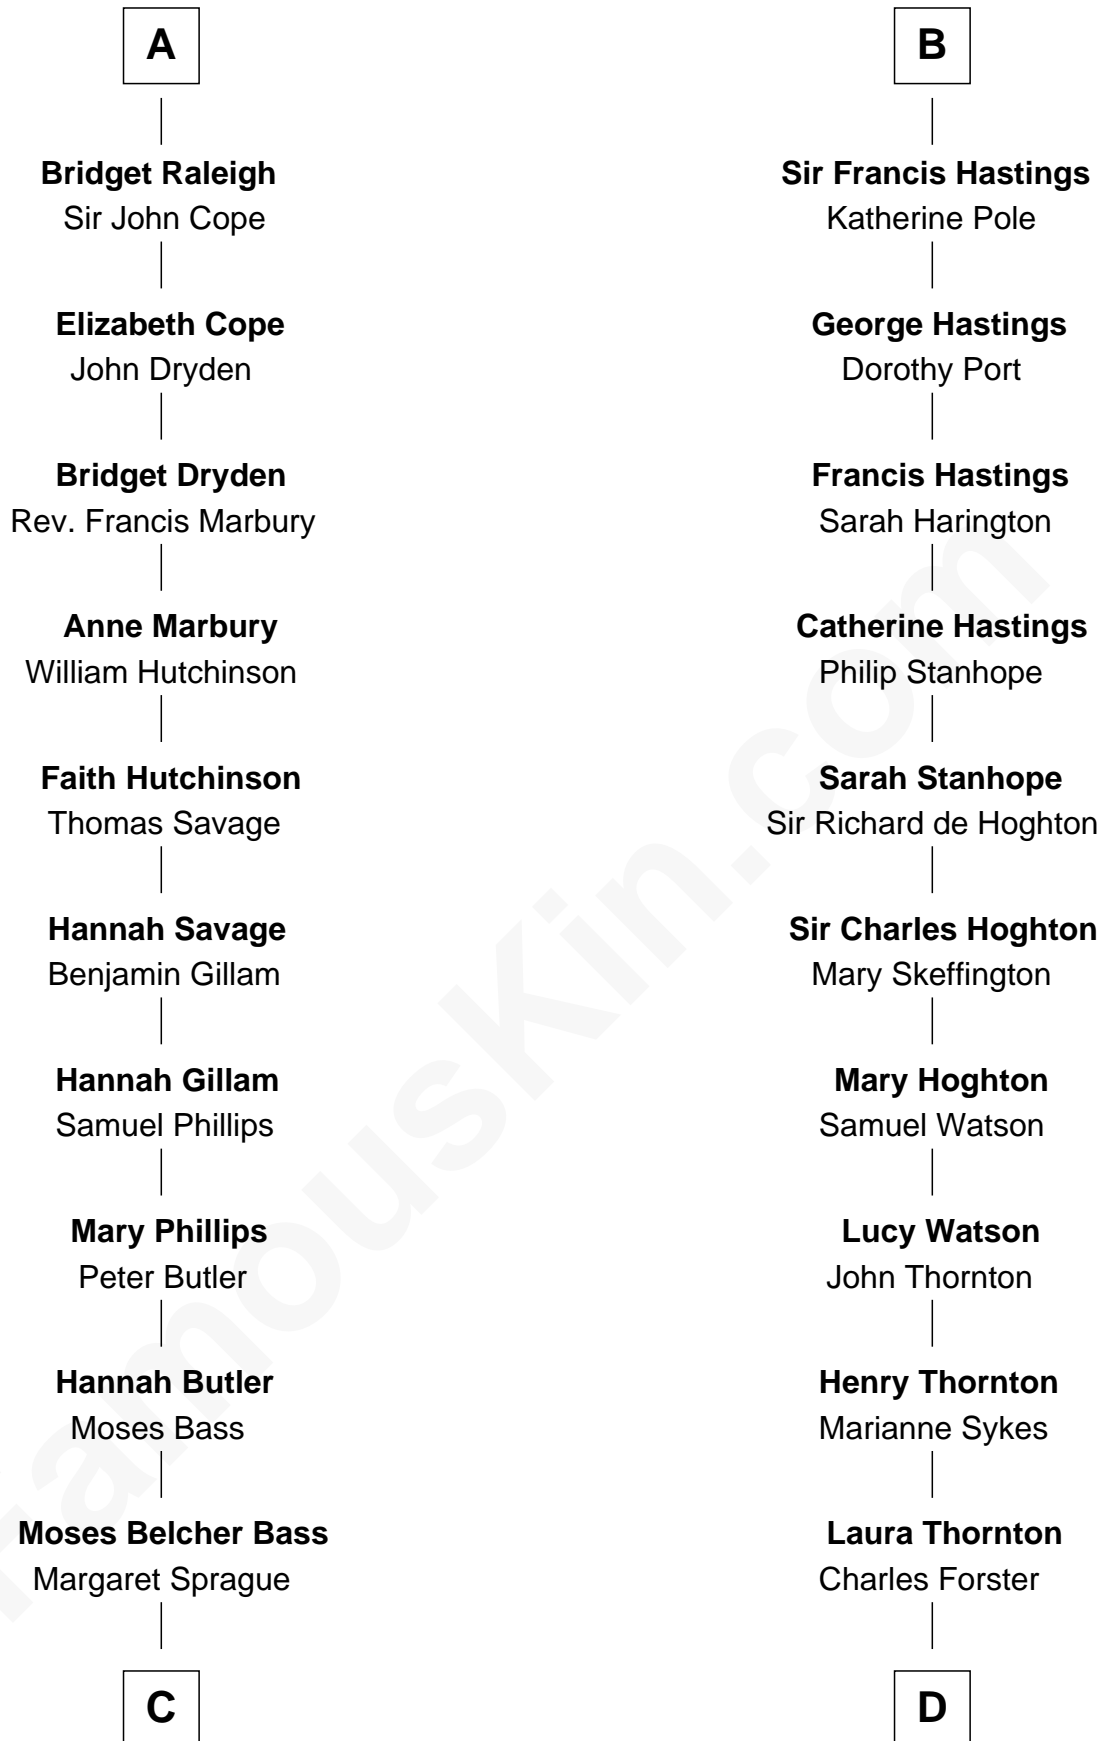 A
Bridget Raleigh
Sir John Cope
Elizabeth Cope
John Dryden
Bridget Dryden
Rev. Francis Marbury
Anne Marbury
William Hutchinson
Faith Hutchinson
Thomas Savage
Hannah Savage
Benjamin Gillam
Hannah Gillam
Samuel Phillips
Mary Phillips
Peter Butler
Hannah Butler
Moses Bass
Moses Belcher Bass
Margaret Sprague
C
B
Sir Francis Hastings
Katherine Pole
George Hastings
Dorothy Port
Francis Hastings
Sarah Harington
Catherine Hastings
Philip Stanhope
Sarah Stanhope
Sir Richard de Hoghton
Sir Charles Hoghton
Mary Skeffington
Mary Hoghton
Samuel Watson
Lucy Watson
John Thornton
Henry Thornton
Marianne Sykes
Laura Thornton
Charles Forster
D
FamousKin.com